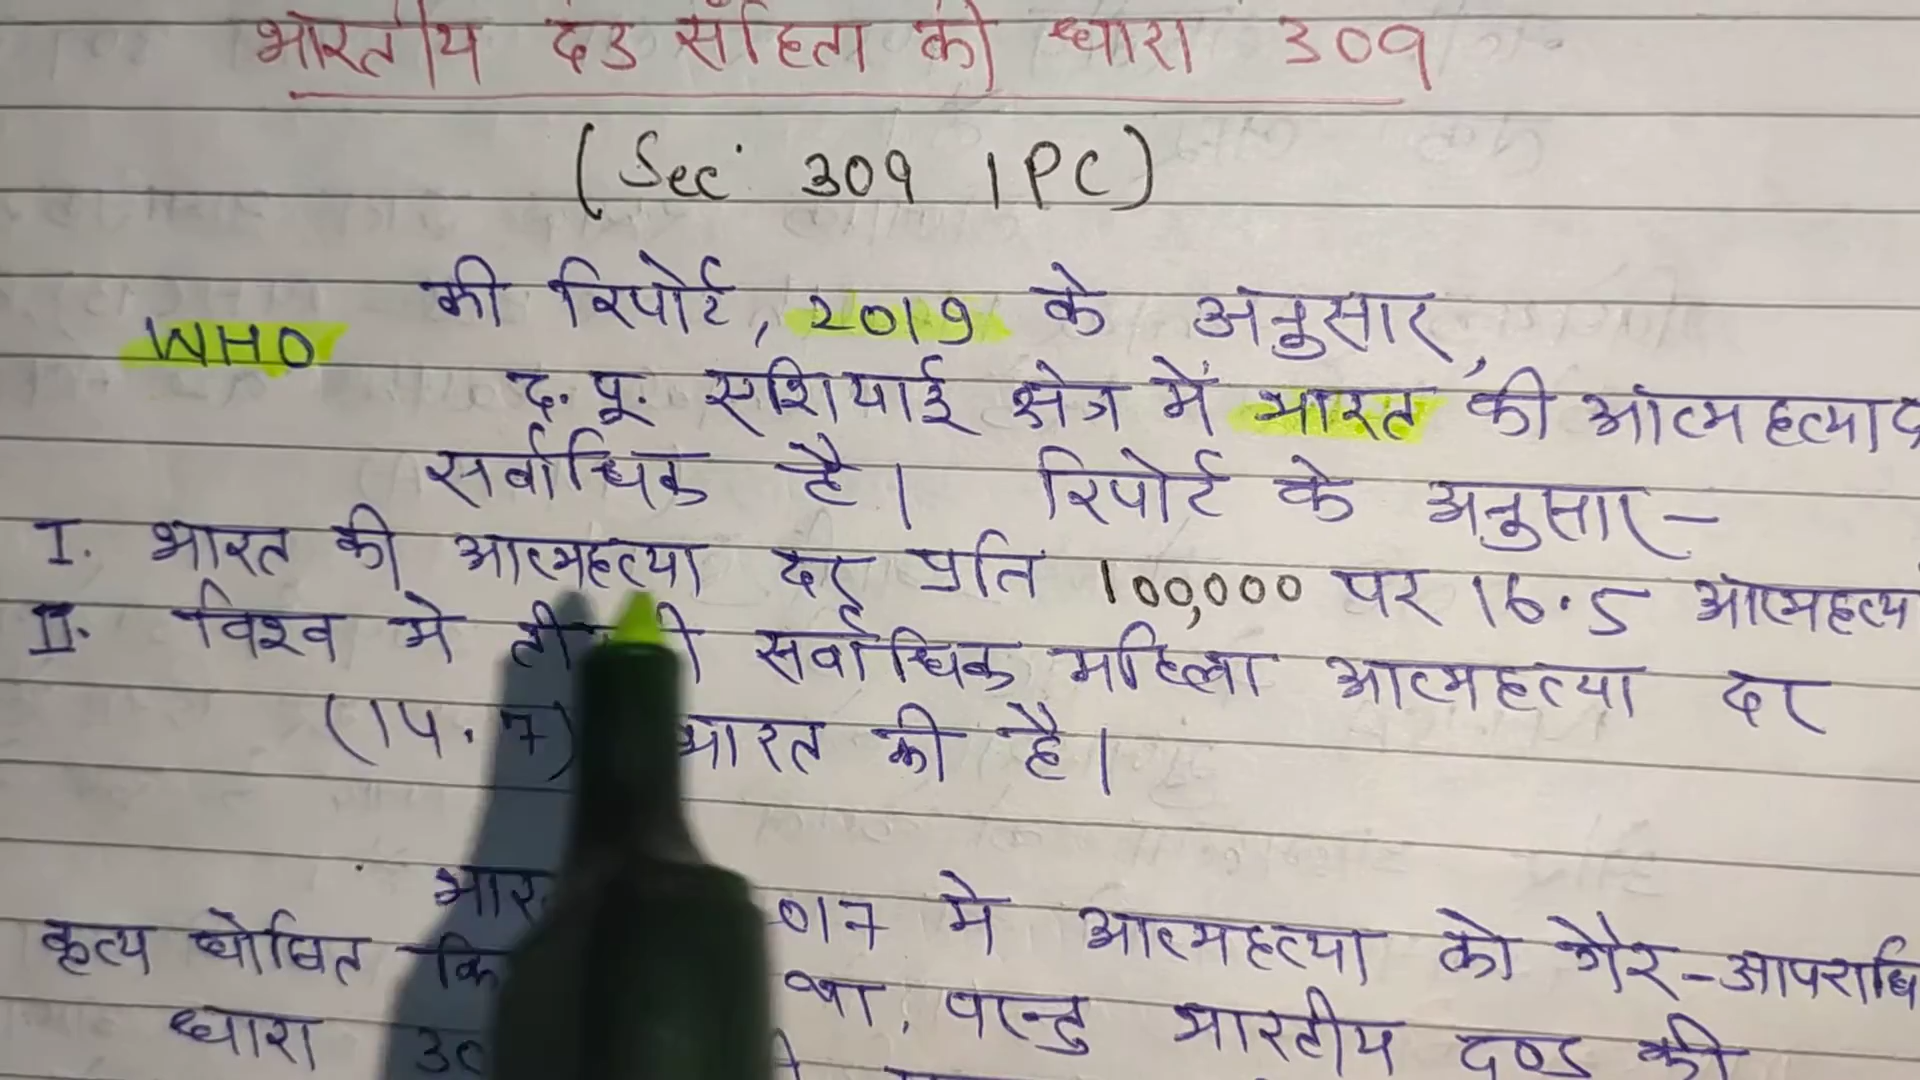 भारतीय दंड संहिता की धारा 309
(Sec. 309 IPC)
WHO की रिपोर्ट, 2019 के अनुसार,
द. पू. एशियाई क्षेत्र में भारत की आत्महत्या
सर्वाधिक है। रिपोर्ट के अनुसार-
I. भारत की आत्महत्या दर प्रति 100,000 पर 16.5 आत्महत्य
II. विश्व मे सर्वाधिक महिला आत्महत्या दर
(14.7) भारत की है।
017 मे आत्महत्या को गैर-आपराधि
कृत्य घोषित कि था, परन्तु भारतीय दण्ड की
धारा